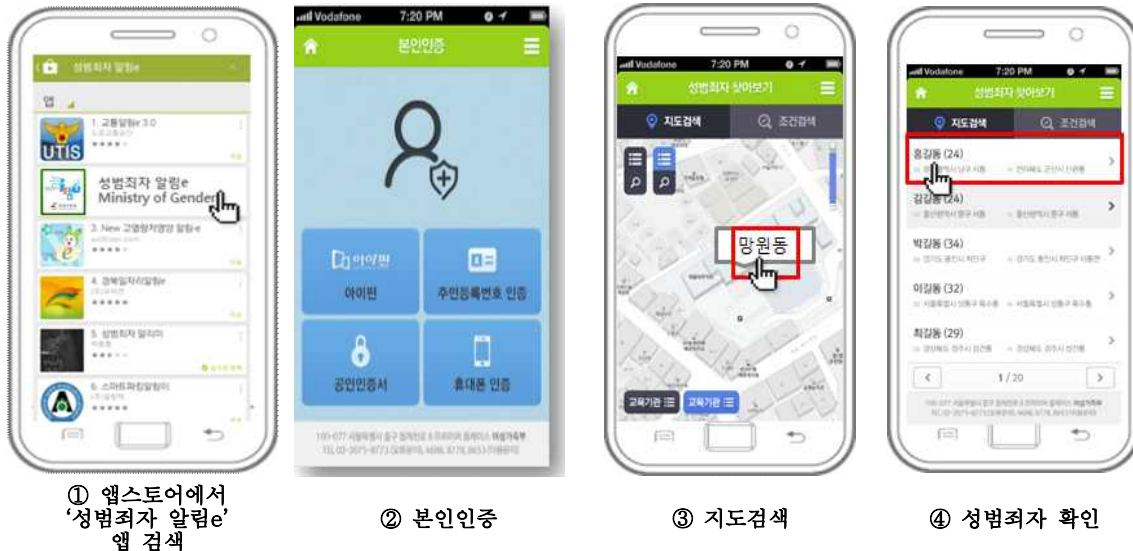 성범죄자 알림e
앱
1. 교통알림e 3.0
UTIS
성범죄자 알림e
Ministry of Gender
3. New 고열량저영양 알림-e
4. 경북일자리알림e
5. 성범죄자 알리미
6. 스마트파킹알림이
① 앱스토어에서
‘성범죄자 알림e’
앱 검색
Vodafone 7:20 PM
본인인증
아이핀
아이핀
주민등록번호 인증
공인인증서
휴대폰 인증
② 본인인증
Vodafone 7:20 PM
성범죄자 찾아보기
지도검색
조건검색
망원동
교육기관
교육기관
③ 지도검색
Vodafone 7:20 PM
성범죄자 찾아보기
지도검색
조건검색
홍길동 (24)
김길동 (24)
박길동 (34)
이길동 (32)
최길동 (29)
1 / 20
④ 성범죄자 확인